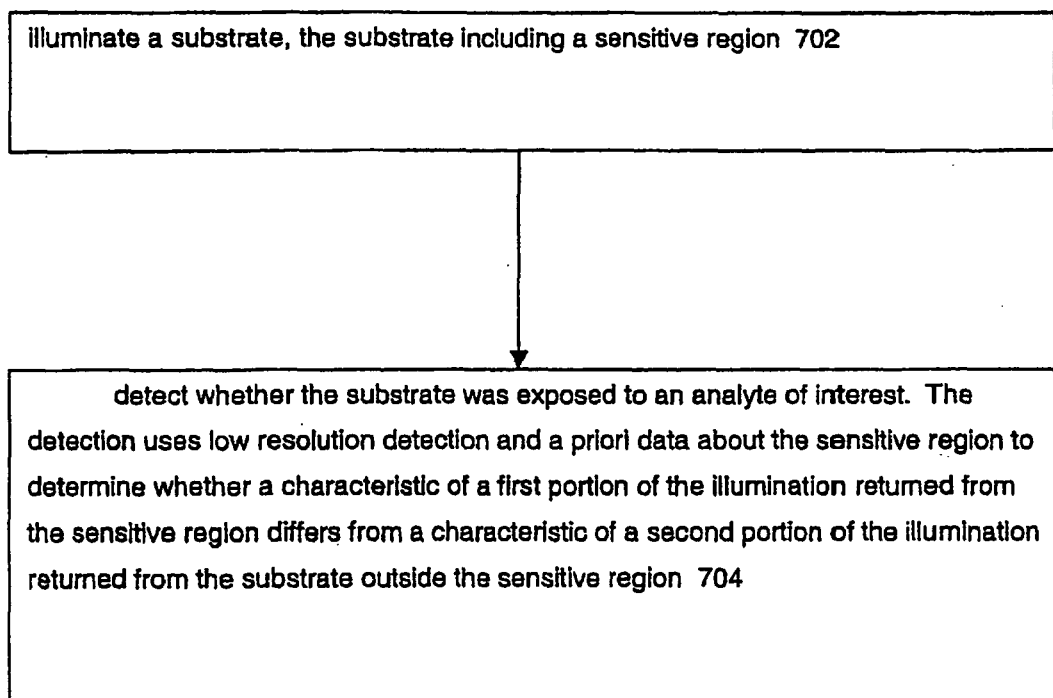 illuminate a substrate, the substrate including a sensitive region 702
detect whether the substrate was exposed to an analyte of interest. The
detection uses low resolution detection and a priori data about the sensitive region to
determine whether a characteristic of a first portion of the illumination returned from
the sensitive region differs from a characteristic of a second portion of the illumination
returned from the substrate outside the sensitive region 704